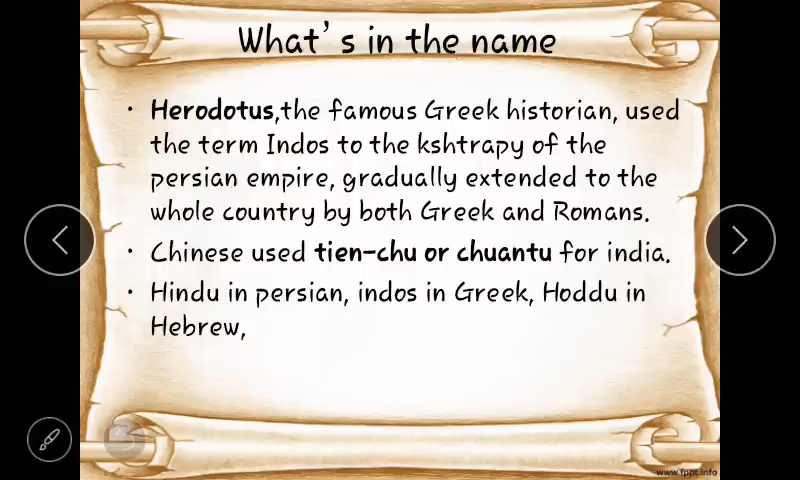 What's in the name
• Herodotus,the famous Greek historian, used
the term Indos to the kshtrapy of the
persian empire, gradually extended to the
whole country by both Greek and Romans.
• Chinese used tien-chu or chuantu for india.
• Hindu in persian, indos in Greek, Hoddu in
Hebrew,
www.fppt.info